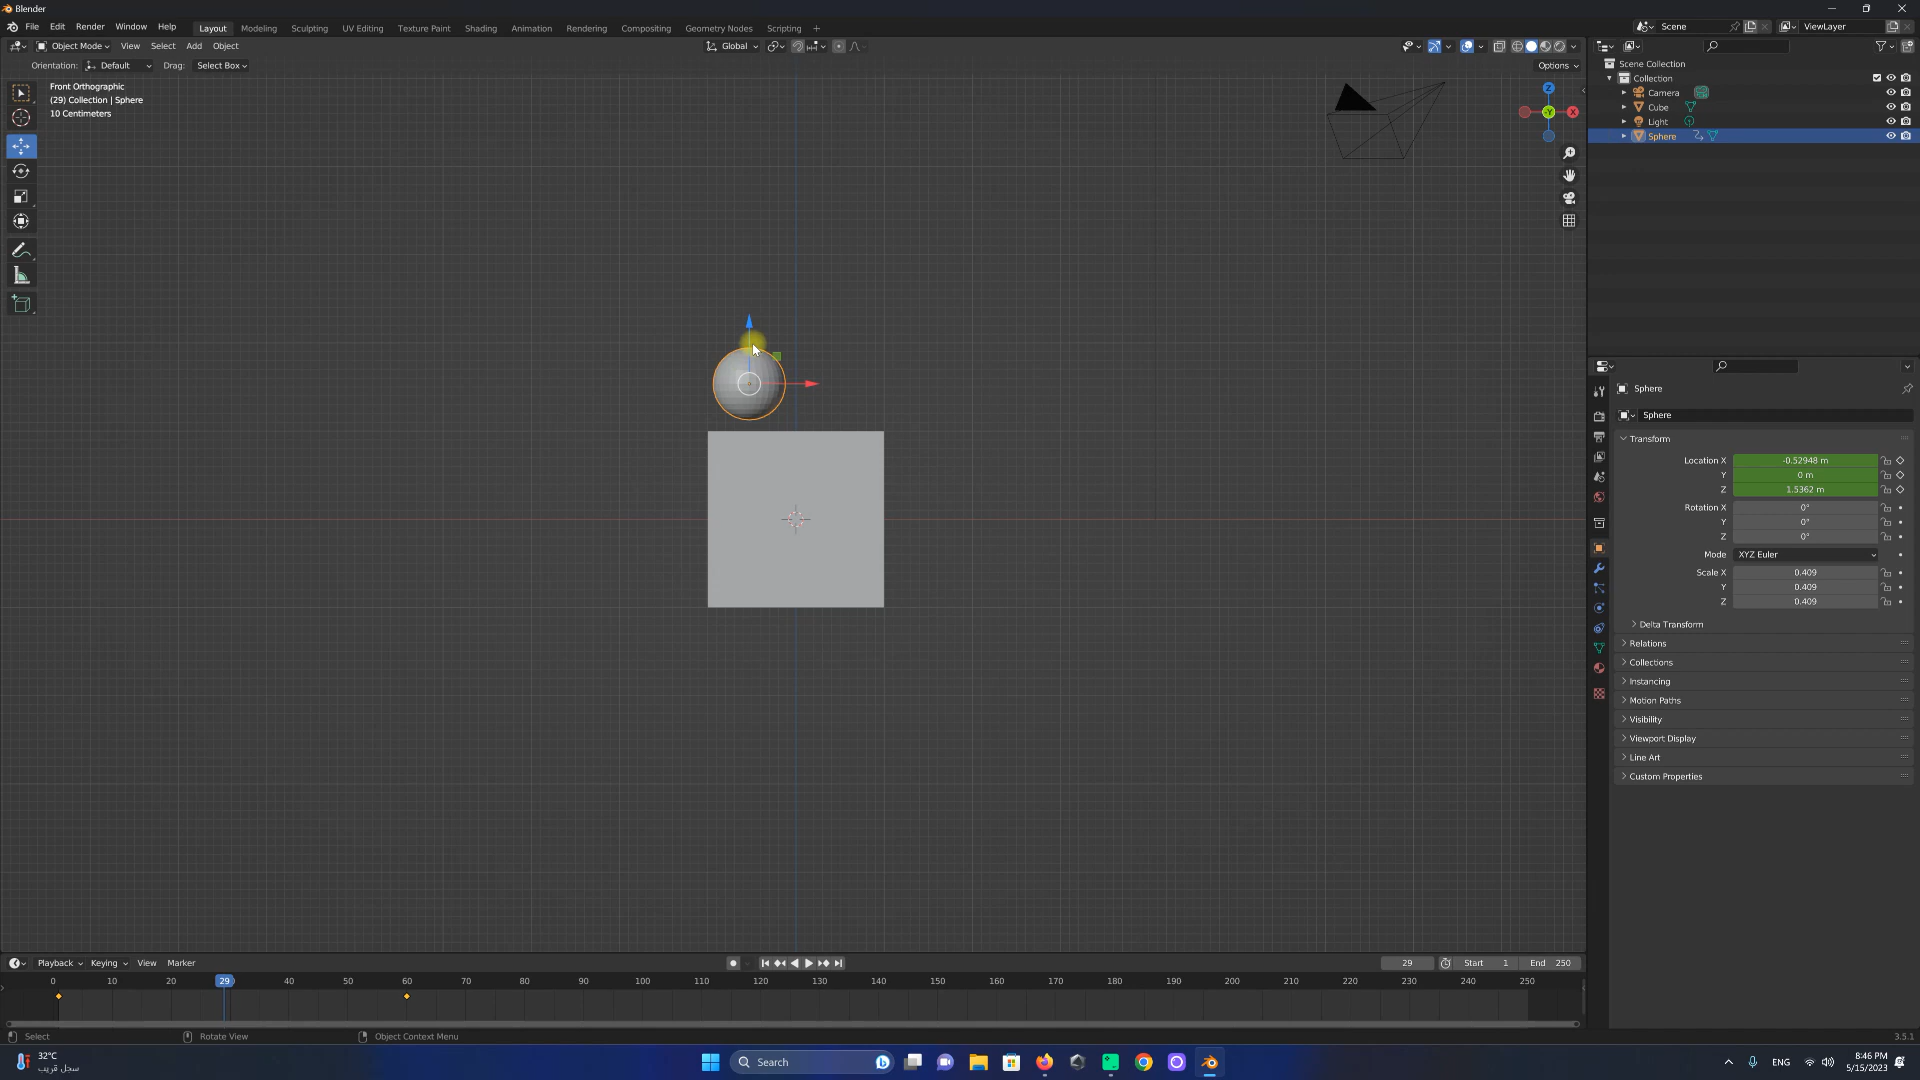 Blender
File Edit Render Window Help Layout Modeling Sculpting UV Editing Texture Paint Shading Animation Rendering Compositing Geometry Nodes Scripting + Scene ViewLayer
Object Mode View Select Add Object Global
Orientation: Default Drag: Select Box Options
Front Orthographic
(29) Collection | Sphere
10 Centimeters
Z
Y
X
Scene Collection
Collection
Camera
Cube
Light
Sphere
Sphere
Sphere
Transform
Location X -0.52948 m
Y 0 m
Z 1.5362 m
Rotation X 0°
Y 0°
Z 0°
Mode XYZ Euler
Scale X 0.409
Y 0.409
Z 0.409
Delta Transform
Relations
Collections
Instancing
Motion Paths
Visibility
Viewport Display
Line Art
Custom Properties
Playback Keying View Marker 29 Start 1 End 250
0 10 20 29 40 50 60 70 80 90 100 110 120 130 140 150 160 170 180 190 200 210 220 230 240 250
Select Rotate View Object Context Menu 3.5.1
32°C
سجل قريب
Search
ENG
8:46 PM
5/15/2023